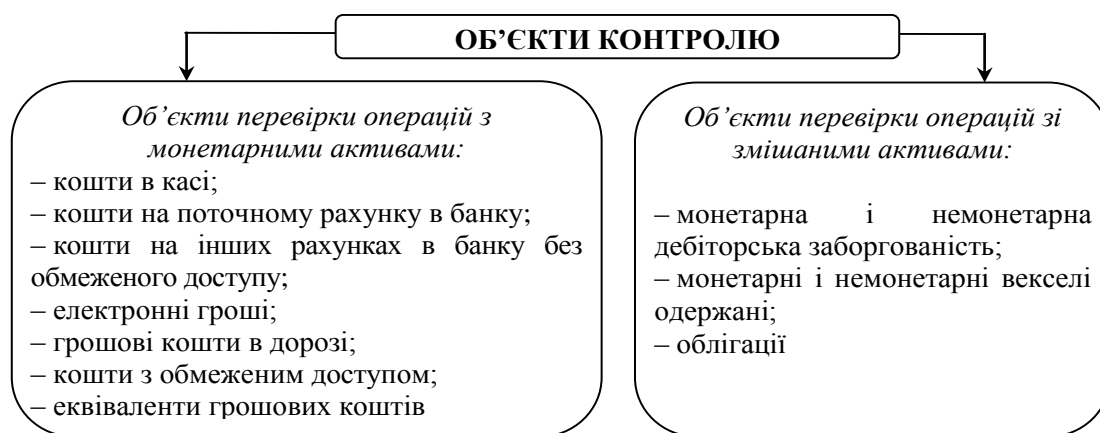 ОБ’ЄКТИ КОНТРОЛЮ
Об’єкти перевірки операцій з
монетарними активами:
– кошти в касі;
– кошти на поточному рахунку в банку;
– кошти на інших рахунках в банку без
обмеженого доступу;
– електронні гроші;
– грошові кошти в дорозі;
– кошти з обмеженим доступом;
– еквіваленти грошових коштів
Об’єкти перевірки операцій зі
змішаними активами:
– монетарна і немонетарна
дебіторська заборгованість;
– монетарні і немонетарні векселі
одержані;
– облігації